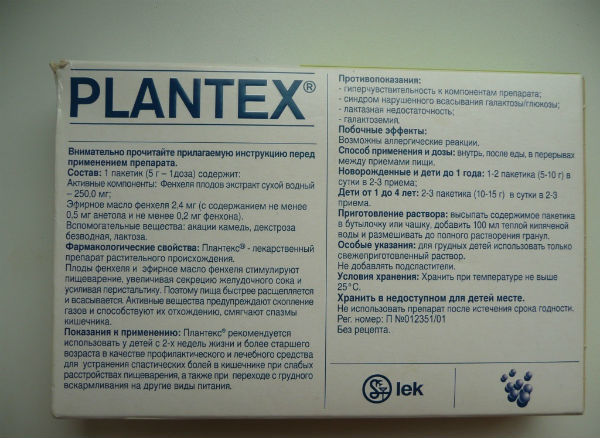 PLANTEX®
Внимательно прочитайте прилагаемую инструкцию перед
применением препарата.
Состав: 1 пакетик (5 г – 1доза) содержит:
Активные компоненты: Фенхеля плодов экстракт сухой водный
– 250,0 мг;
Эфирное масло фенхеля 2,4 мг (с содержанием не менее
0,5 мг анетола и не менее 0,2 мг фенхона).
Вспомогательные вещества: акации камедь, декстроза
безводная, лактоза.
Фармакологические свойства: Плантекс® - лекарственный
препарат растительного происхождения.
Плоды фенхеля и эфирное масло фенхеля стимулируют
пищеварение, увеличивая секрецию желудочного сока и
усиливая перистальтику. Поэтому пища быстрее расщепляется
и всасывается. Активные вещества предупреждают скопление
газов и способствуют их отхождению, смягчают спазмы
кишечника.
Показания к применению: Плантекс® рекомендуется
использовать у детей с 2-х недель жизни и более старшего
возраста в качестве профилактического и лечебного средства
для устранения спастических болей в кишечнике при слабых
расстройствах пищеварения, а также при переходе с грудного
вскармливания на другие виды питания.
Противопоказания:
- гиперчувствительность к компонентам препарата;
- синдром нарушенного всасывания галактозы/глюкозы;
- лактазная недостаточность;
- галактоземия.
Побочные эффекты:
Возможны аллергические реакции.
Способ применения и дозы: внутрь, после еды, в перерывах
между приемами пищи.
Новорожденные и дети до 1 года: 1-2 пакетика (5-10 г) в
сутки в 2-3 приема;
Дети от 1 до 4 лет: 2-3 пакетика (10-15 г) в сутки в 2-3
приема.
Приготовление раствора: высыпать содержимое пакетика
в бутылочку или чашку, добавить 100 мл теплой кипяченой
воды и размешивать до полного растворения гранул.
Особые указания: для грудных детей использовать только
свежеприготовленный раствор.
Не добавлять подсластители.
Условия хранения: Хранить при температуре не выше
25°С.
Хранить в недоступном для детей месте.
Не использовать препарат после истечения срока годности.
Рег. номер: П №012351/01
Без рецепта.
lek